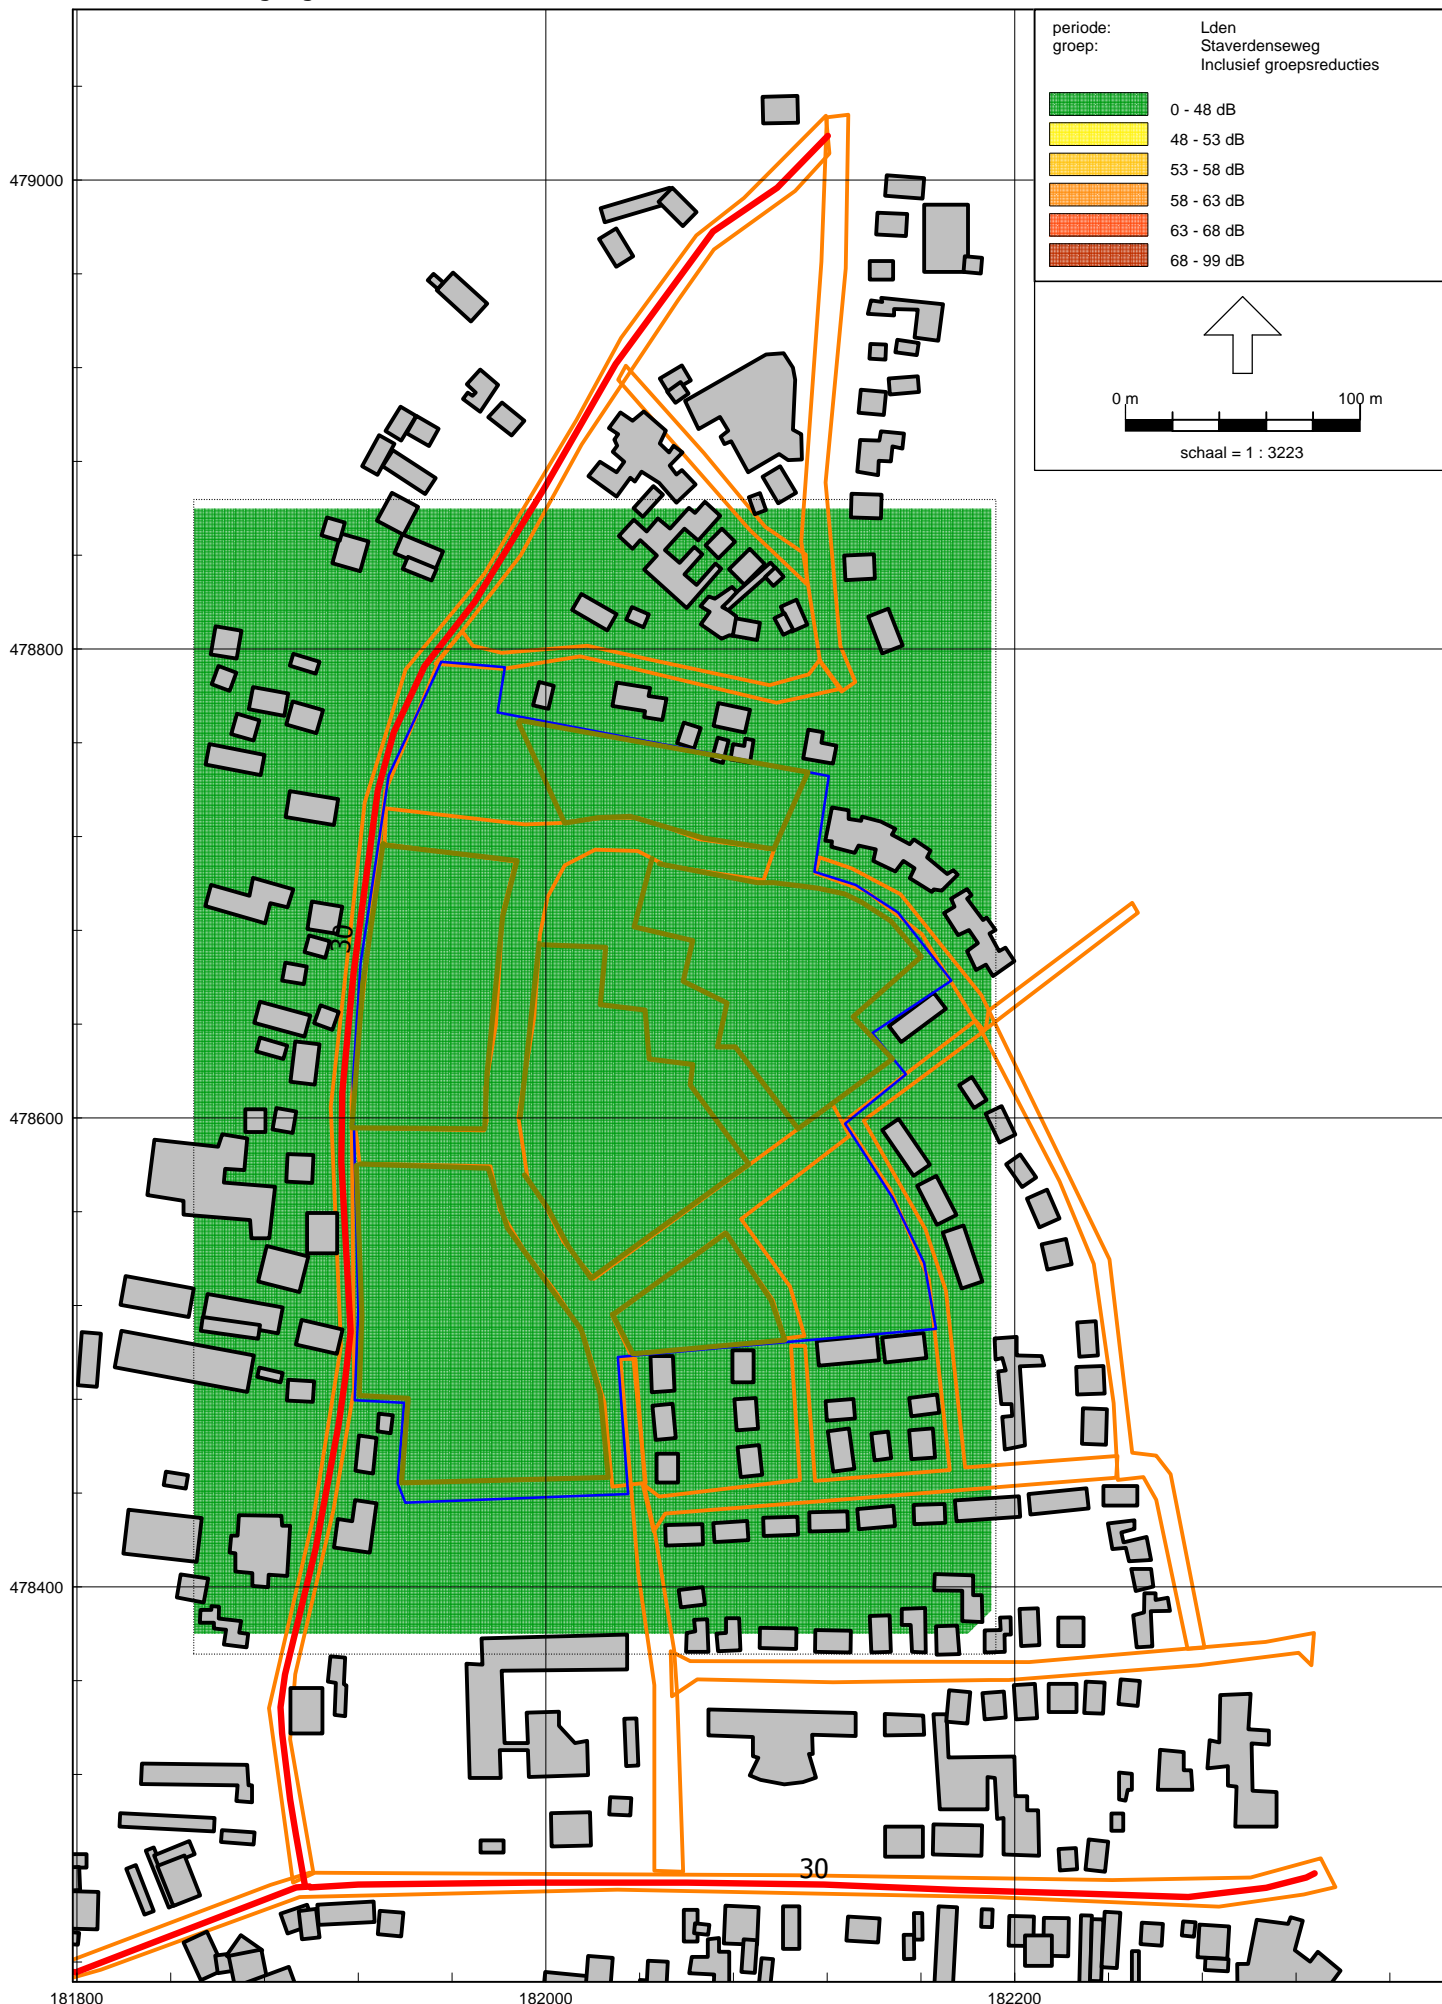 periode: Lden
groep: Staverdenseweg
Inclusief groepsreducties
0 - 48 dB
48 - 53 dB
53 - 58 dB
58 - 63 dB
63 - 68 dB
68 - 99 dB
0 m 100 m
schaal = 1 : 3223
479000
478800
30
478600
478400
30
181800 182000 182200